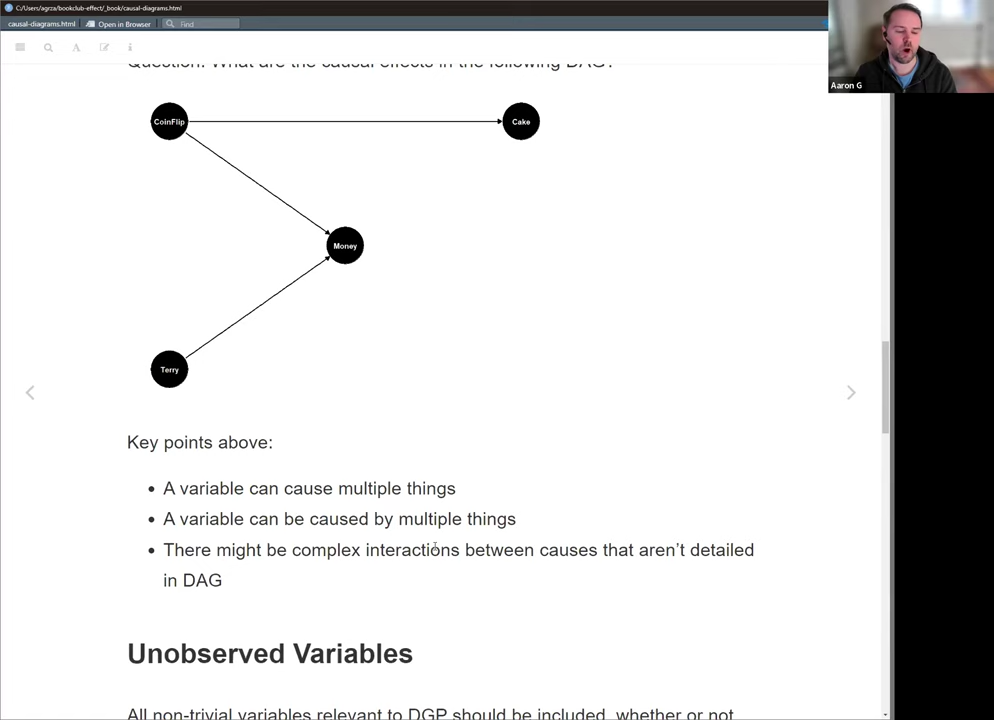 C:/Users/agrza/bookclub-effect/_book/causal-diagrams.html
causal-diagrams.html
Open in Browser
Find
A
i
Aaron G
Question: What are the causal effects in the following DAG?
CoinFlip
Cake
Money
Terry
Key points above:
• A variable can cause multiple things
• A variable can be caused by multiple things
• There might be complex interactions between causes that aren’t detailed
in DAG
Unobserved Variables
All non-trivial variables relevant to DGP should be included, whether or not